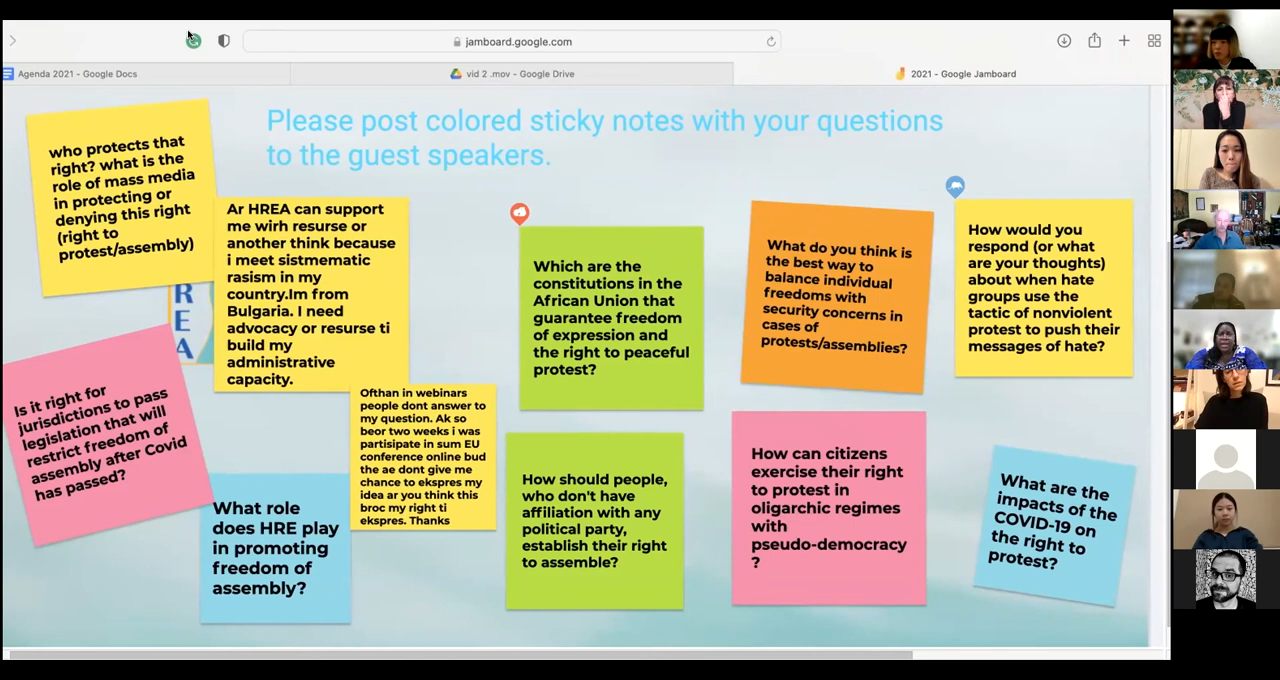 jamboard.google.com
Agenda 2021 - Google Docs
vid 2 .mov - Google Drive
2021 - Google Jamboard
Please post colored sticky notes with your questions
to the guest speakers.
who protects that
right? what is the
role of mass media
in protecting or
denying this right
(right to
protest/assembly)
Ar HREA can support
me wirh resurse or
another think because
i meet sistmematic
rasism in my
country.Im from
Bulgaria. I need
advocacy or resurse ti
build my
administrative
capacity.
Which are the
constitutions in the
African Union that
guarantee freedom
of expression and
the right to peaceful
protest?
What do you think is
the best way to
balance individual
freedoms with
security concerns in
cases of
protests/assemblies?
How would you
respond (or what
are your thoughts)
about when hate
groups use the
tactic of nonviolent
protest to push their
messages of hate?
R
E
A
Is it right for
jurisdictions to pass
legislation that will
restrict freedom of
assembly after Covid
has passed?
What role
does HRE play
in promoting
freedom of
assembly?
Ofthan in webinars
people dont answer to
my question. Ak so
beor two weeks i was
partisipate in sum EU
conference online bud
the ae dont give me
chance to ekspres my
idea ar you think this
broc my right ti
ekspres. Thanks
How should people,
who don't have
affiliation with any
political party,
establish their right
to assemble?
How can citizens
exercise their right
to protest in
oligarchic regimes
with
pseudo-democracy
?
What are the
impacts of the
COVID-19 on
the right to
protest?